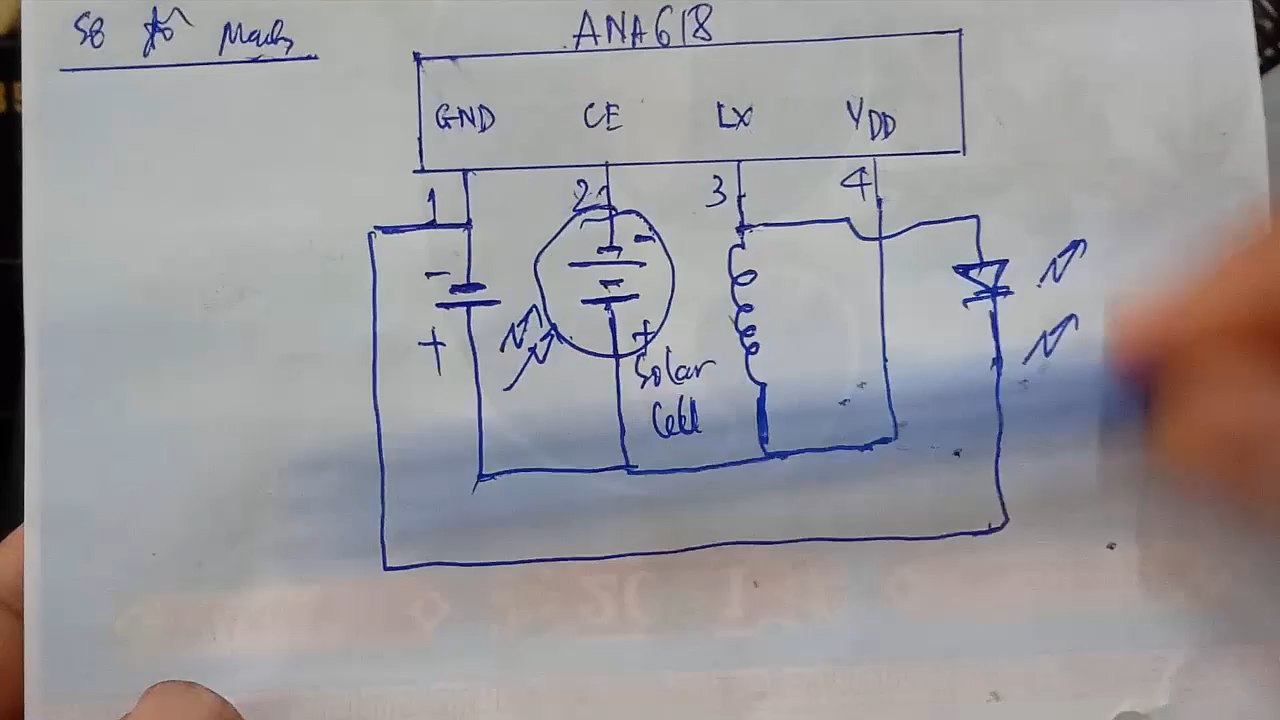 ANA618
GND CE LX VDD
1 2 3 4
-
-
+
+
Solar
Cell